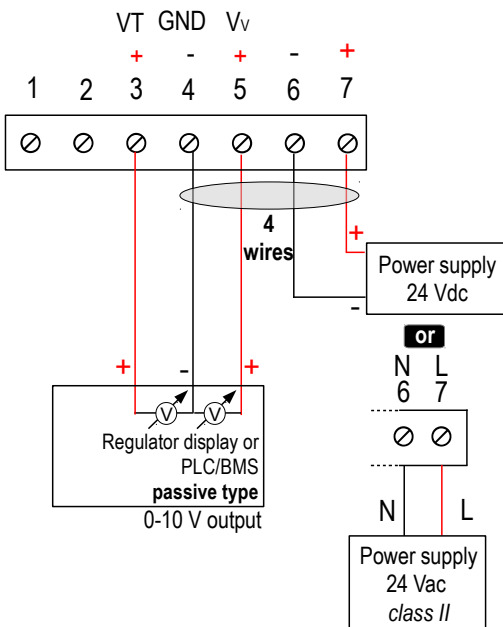 VT GND Vv
+ - + - +
1 2 3 4 5 6 7
4
wires
+
Power supply
24 Vdc
-
or
N L
6 7
+ - +
V V
Regulator display or
PLC/BMS
passive type
0-10 V output
N L
Power supply
24 Vac
class II